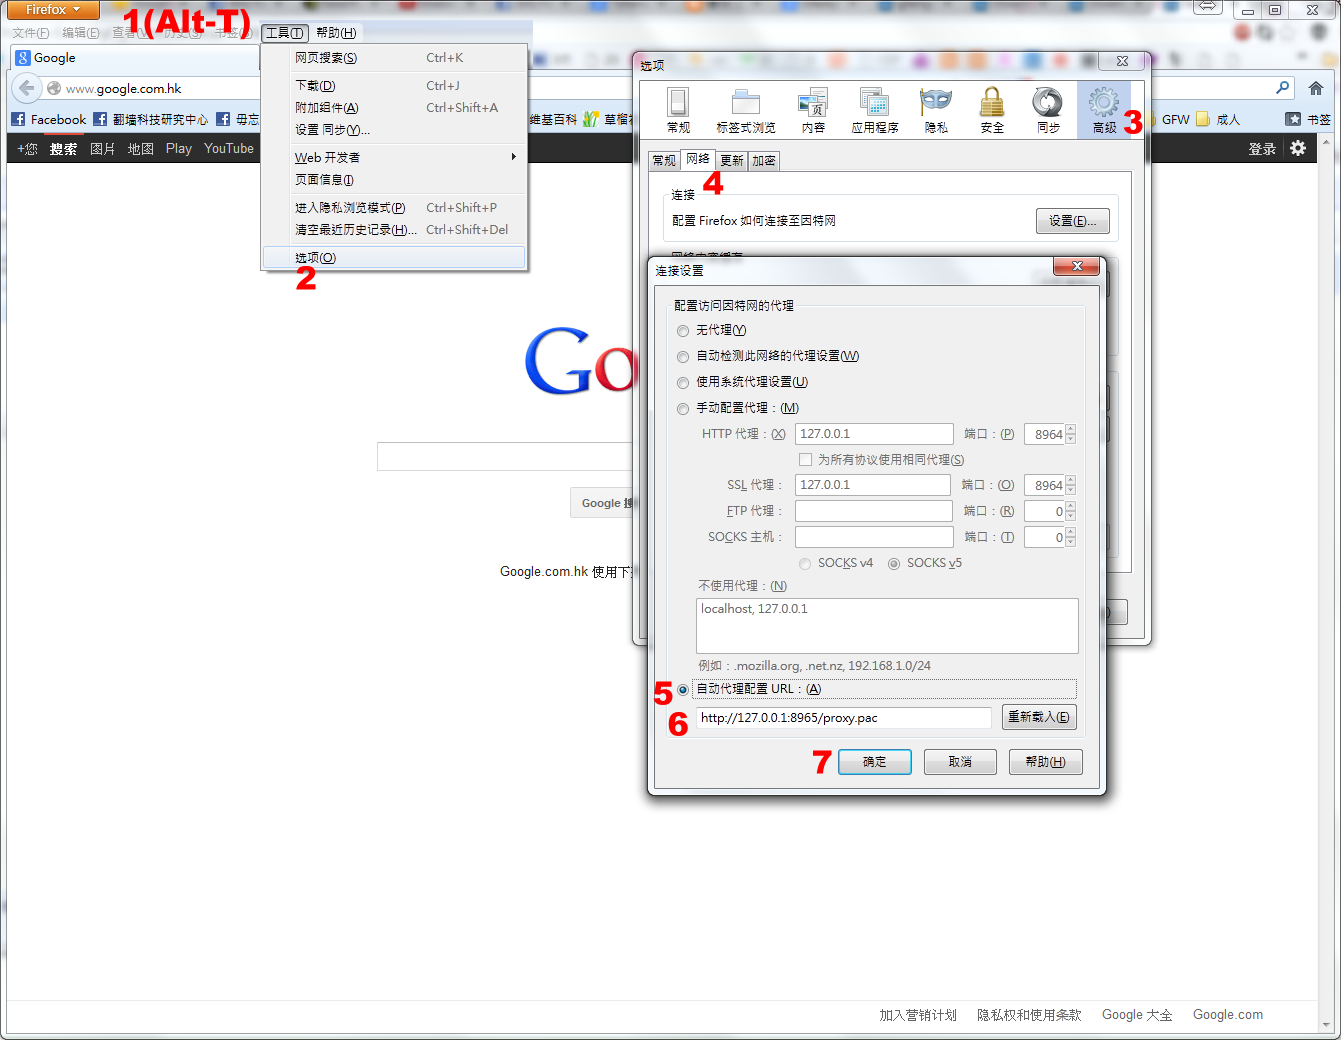 Firefox
1(Alt-T)
文件(F) 编辑(E) 查看(V) 历史(S) 书签(B) 工具(T) 帮助(H)
Google
www.google.com.hk
Facebook 翻墙科技研究中心 毋忘
维基百科 草榴
GFW 成人 书签
+您 搜索 图片 地图 Play YouTube
登录
网页搜索(S) Ctrl+K
下载(D) Ctrl+J
附加组件(A) Ctrl+Shift+A
设置 同步(Y)...
Web 开发者
页面信息(I)
进入隐私浏览模式(P) Ctrl+Shift+P
清空最近历史记录(H)... Ctrl+Shift+Del
选项(O)
2
Go
Google 搜
Google.com.hk 使用下
选项
常规 标签式浏览 内容 应用程序 隐私 安全 同步 高级 3
常规 网络 更新 加密
4
连接
配置 Firefox 如何连接至因特网 设置(E)...
连接设置
配置访问因特网的代理
无代理(Y)
自动检测此网络的代理设置(W)
使用系统代理设置(U)
手动配置代理：(M)
HTTP 代理：(X) 127.0.0.1 端口：(P) 8964
为所有协议使用相同代理(S)
SSL 代理： 127.0.0.1 端口：(O) 8964
FTP 代理： 端口：(R) 0
SOCKS 主机： 端口：(T) 0
SOCKS v4 SOCKS v5
不使用代理：(N)
localhost, 127.0.0.1
例如：.mozilla.org, .net.nz, 192.168.1.0/24
5 自动代理配置 URL：(A)
6 http://127.0.0.1:8965/proxy.pac 重新载入(E)
7 确定 取消 帮助(H)
加入营销计划 隐私权和使用条款 Google 大全 Google.com